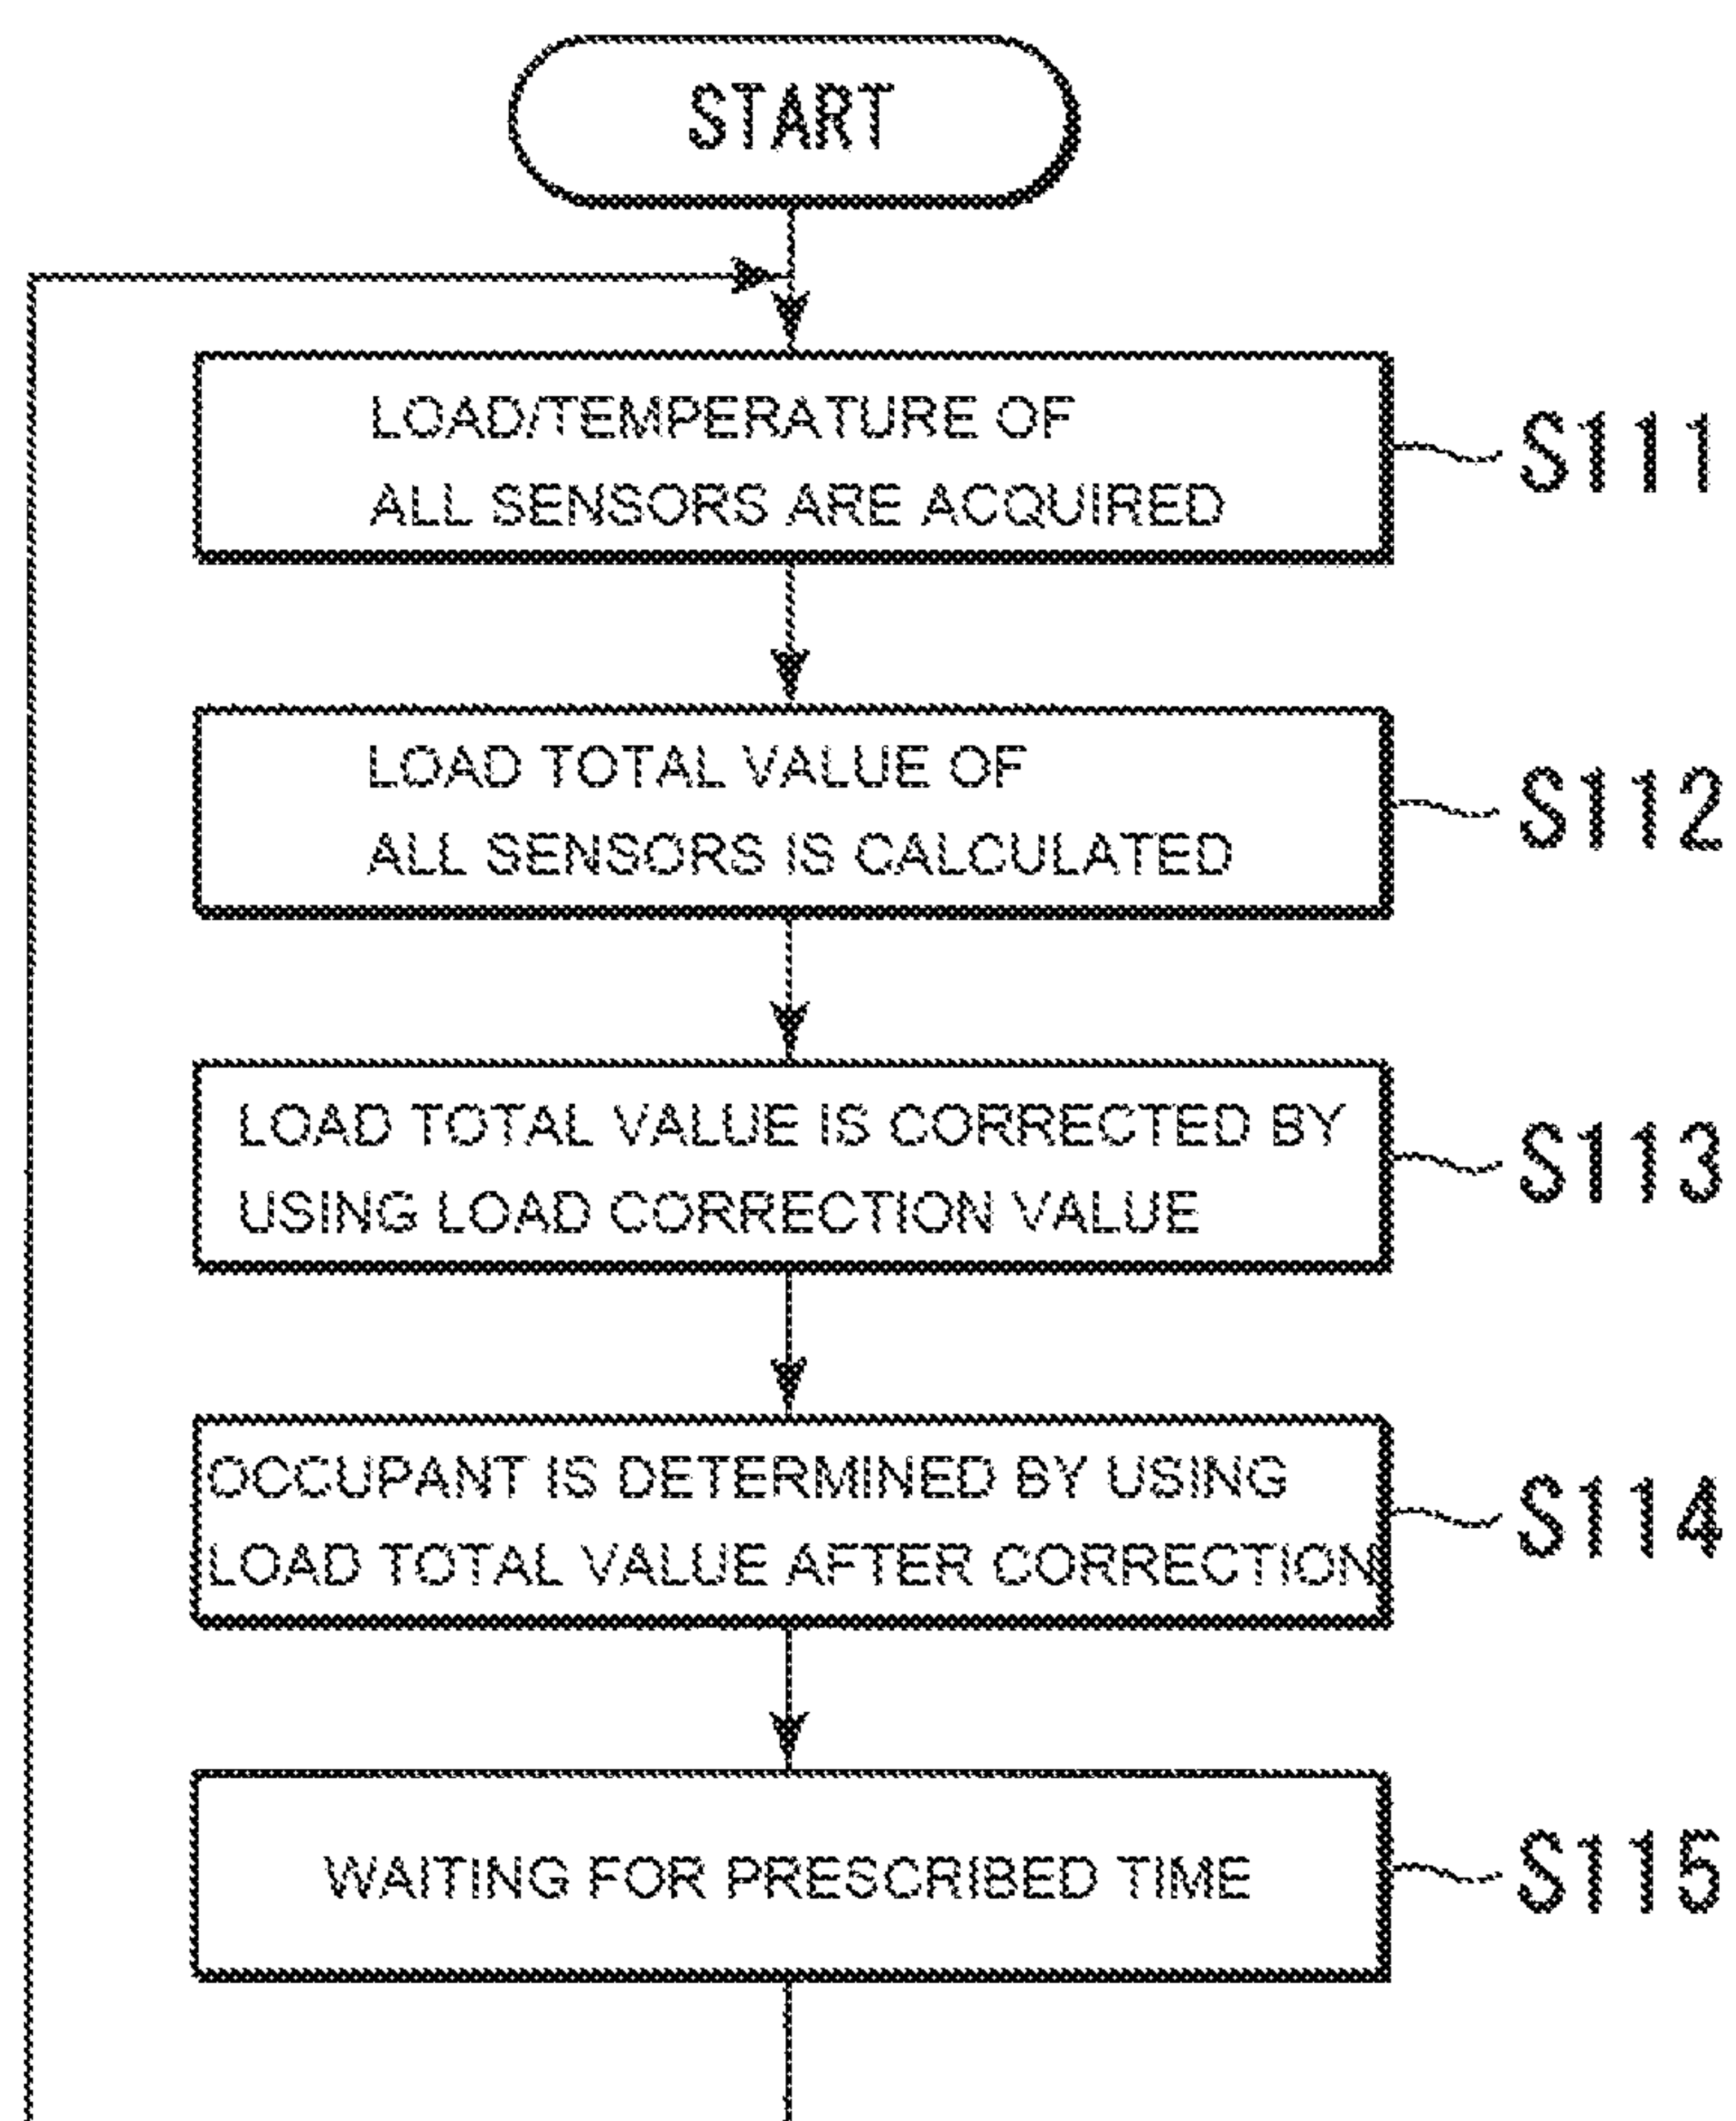 START
LOAD/TEMPERATURE OF
ALL SENSORS ARE ACQUIRED
S111
LOAD TOTAL VALUE OF
ALL SENSORS IS CALCULATED
S112
LOAD TOTAL VALUE IS CORRECTED BY
USING LOAD CORRECTION VALUE
S113
OCCUPANT IS DETERMINED BY USING
LOAD TOTAL VALUE AFTER CORRECTION
S114
WAITING FOR PRESCRIBED TIME
S115